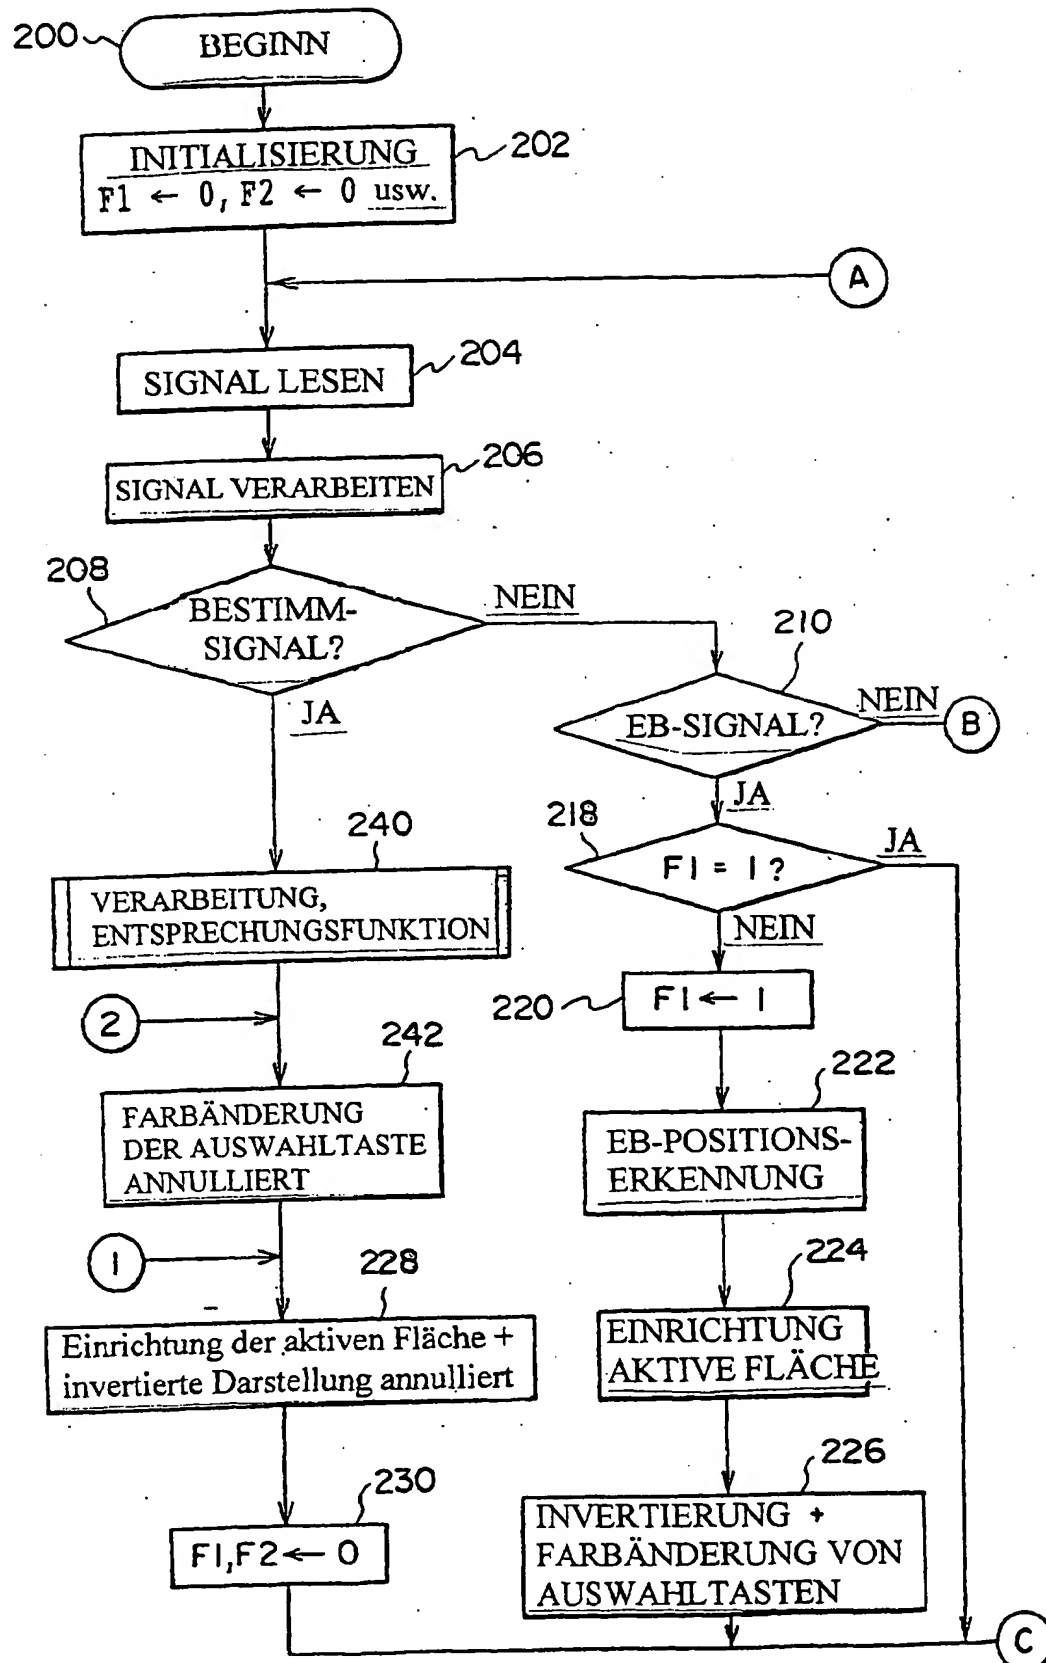 200
BEGINN
INITIALISIERUNG
F1 ← 0, F2 ← 0 usw.
202
A
SIGNAL LESEN
204
SIGNAL VERARBEITEN
206
208
BESTIMM-
SIGNAL?
NEIN
JA
210
EB-SIGNAL?
NEIN
B
JA
218
F1 = 1?
JA
NEIN
240
VERARBEITUNG,
ENTSPRECHUNGSFUNKTION
220
F1 ← 1
2
242
FARBÄNDERUNG
DER AUSWAHLTASTE
ANNULLIERT
222
EB-POSITIONS-
ERKENNUNG
1
228
Einrichtung der aktiven Fläche +
invertierte Darstellung annulliert
224
EINRICHTUNG
AKTIVE FLÄCHE
230
F1,F2 ← 0
226
INVERTIERUNG +
FARBÄNDERUNG VON
AUSWAHLTASTEN
C